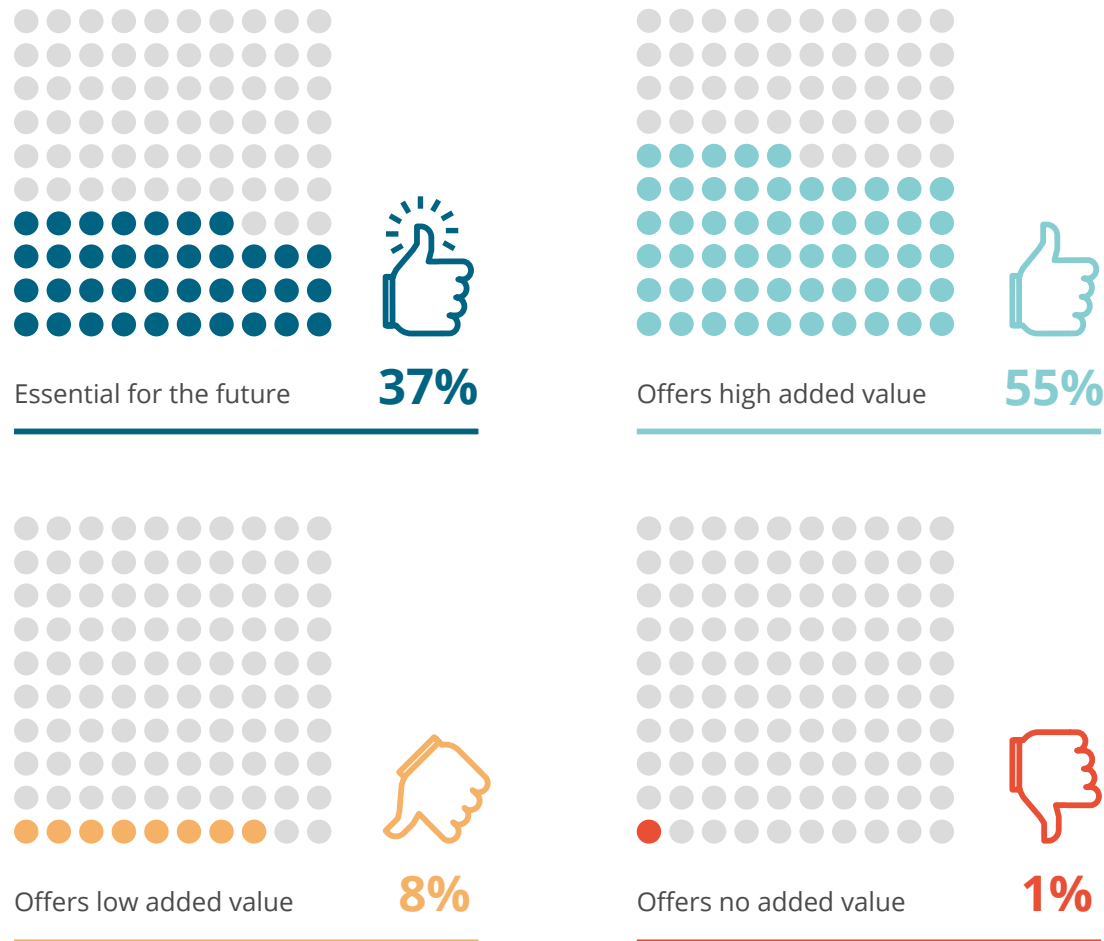 Essential for the future 37%
Offers high added value 55%
Offers low added value 8%
Offers no added value 1%